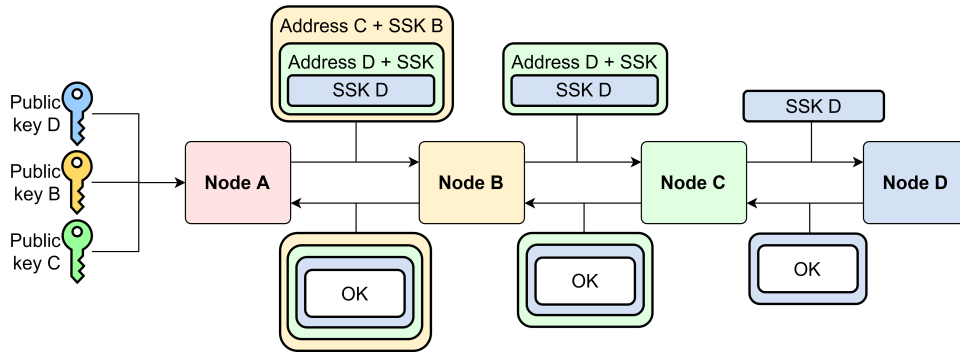 Address C + SSK B
Address D + SSK
SSK D
Address D + SSK
SSK D
SSK D
Public
key D
Public
key B
Public
key C
Node A
Node B
Node C
Node D
OK
OK
OK